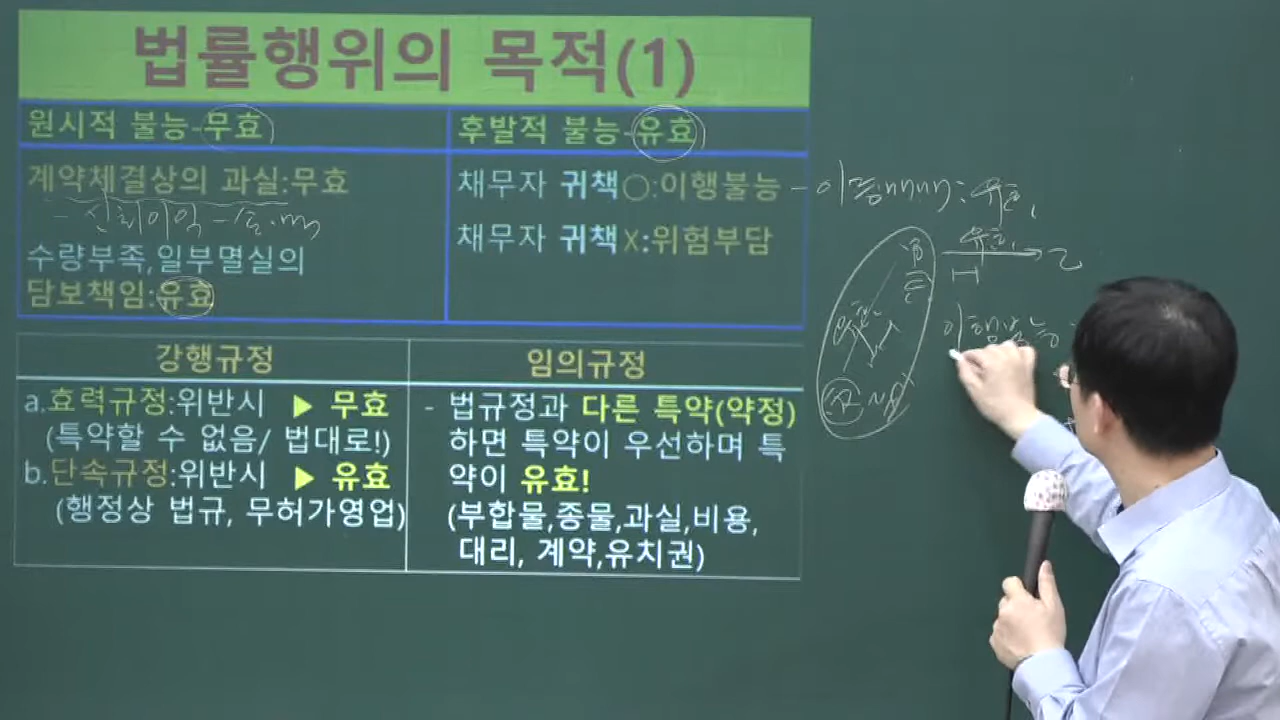 법률행위의 목적(1)
원시적 불능-무효
후발적 불능-유효
계약체결상의 과실:무효
- 신뢰이익 -
수량부족,일부멸실의
담보책임:유효
채무자 귀책○:이행불능
채무자 귀책X:위험부담
유효
유효
이행불능
강행규정
임의규정
a.효력규정:위반시 ▶ 무효
(특약할 수 없음/ 법대로!)
b.단속규정:위반시 ▶ 유효
(행정상 법규, 무허가영업)
- 법규정과 다른 특약(약정)
하면 특약이 우선하며 특
약이 유효!
(부합물,종물,과실,비용,
대리, 계약,유치권)